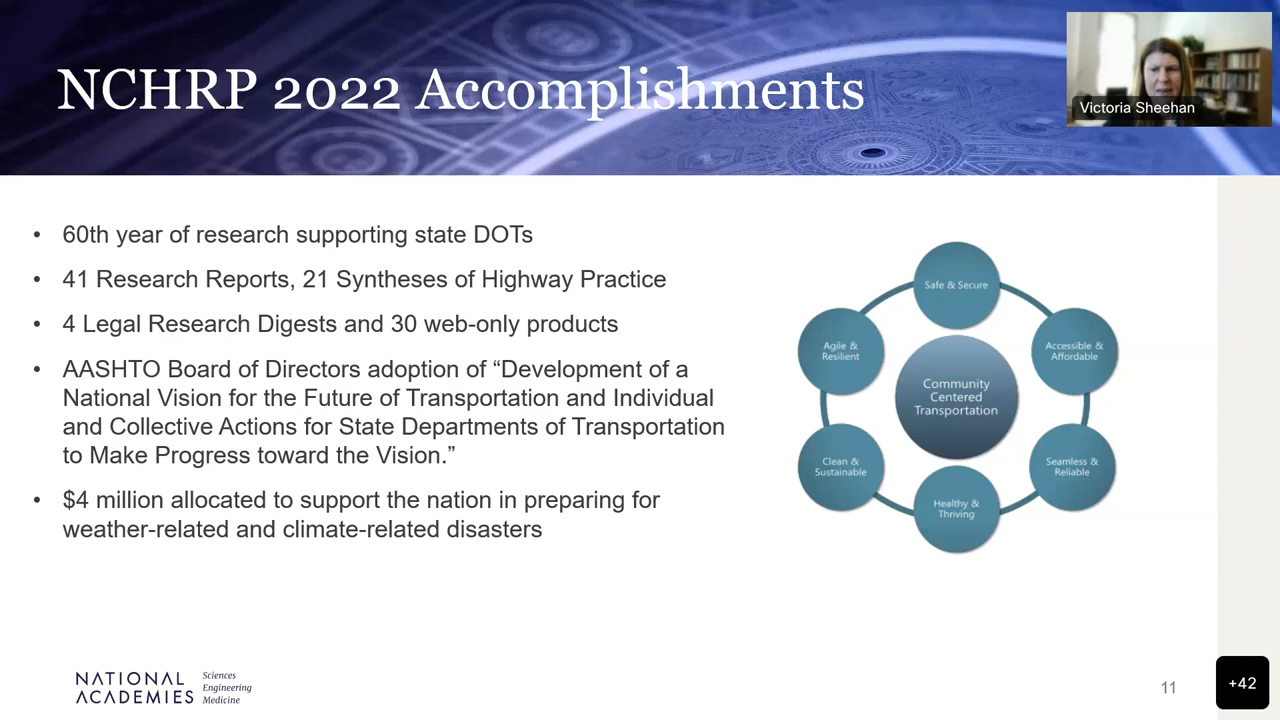 NCHRP 2022 Accomplishments
Victoria Sheehan
• 60th year of research supporting state DOTs
• 41 Research Reports, 21 Syntheses of Highway Practice
• 4 Legal Research Digests and 30 web-only products
• AASHTO Board of Directors adoption of “Development of a
National Vision for the Future of Transportation and Individual
and Collective Actions for State Departments of Transportation
to Make Progress toward the Vision.”
• $4 million allocated to support the nation in preparing for
weather-related and climate-related disasters
Safe & Secure
Accessible &
Affordable
Seamless &
Reliable
Healthy &
Thriving
Clean &
Sustainable
Agile &
Resilient
Community
Centered
Transportation
NATIONAL
ACADEMIES
Sciences
Engineering
Medicine
11
+42